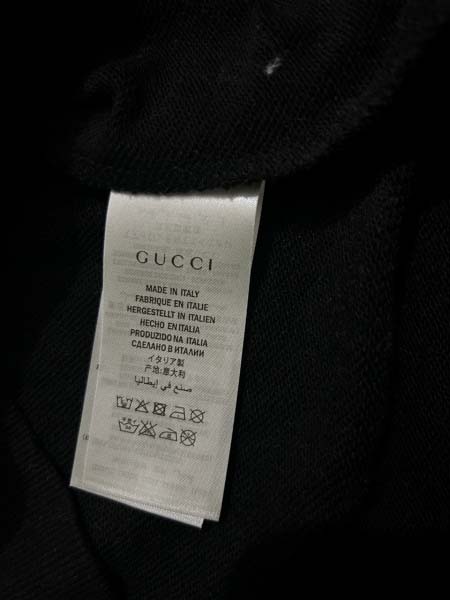 GUCCI
MADE IN ITALY
FABRIQUE EN ITALIE
HERGESTELLT IN ITALIEN
HECHO EN ITALIA
PRODUZIDO NA ITALIA
СДЕЛАНО В ИТАЛИИ
イタリア製
产地:意大利
صنع في إيطاليا